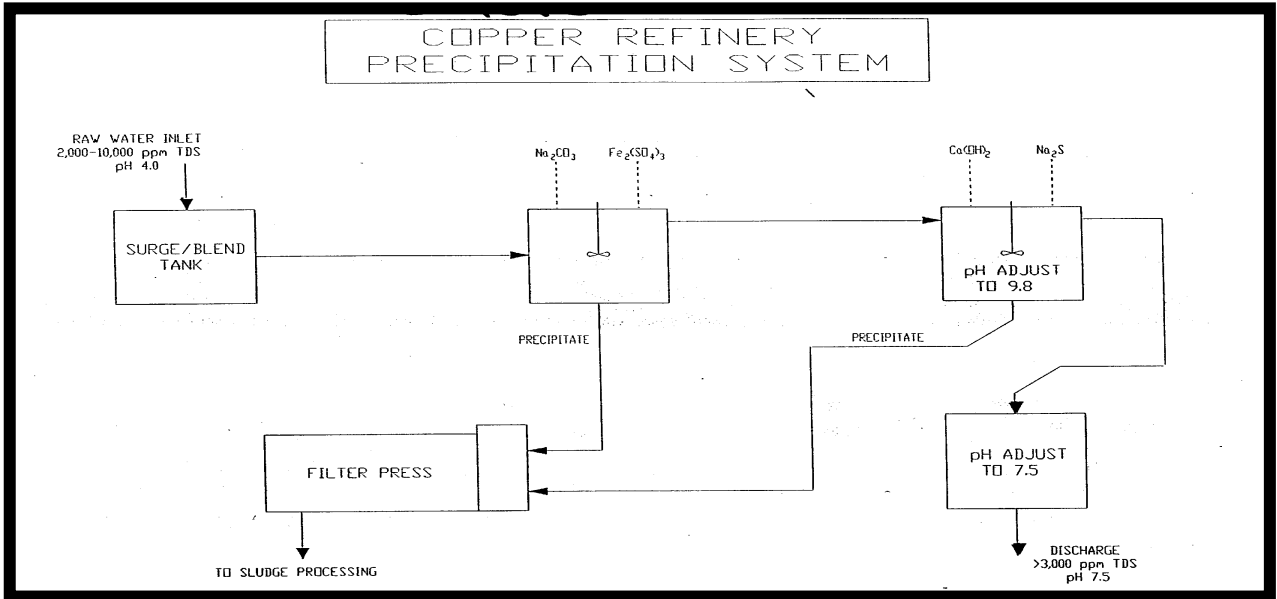 COPPER REFINERY
PRECIPITATION SYSTEM
RAW WATER INLET
2,000-10,000 ppm TDS
pH 4.0
Na₂CO₃
Fe₂(SO₄)₃
Ca(OH)₂
Na₂S
SURGE/BLEND
TANK
pH ADJUST
TO 9.8
PRECIPITATE
PRECIPITATE
FILTER PRESS
pH ADJUST
TO 7.5
TO SLUDGE PROCESSING
DISCHARGE
>3,000 ppm TDS
pH 7.5